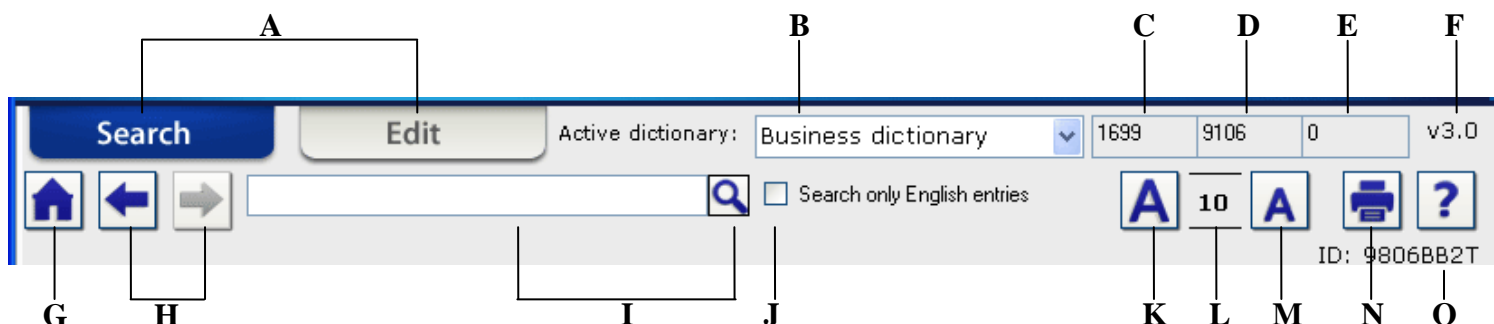 A B C D E F
Search Edit Active dictionary: Business dictionary 1699 9106 0 v3.0
Search only English entries A 10 A ?
ID: 9806BB2T
G H I J K L M N O